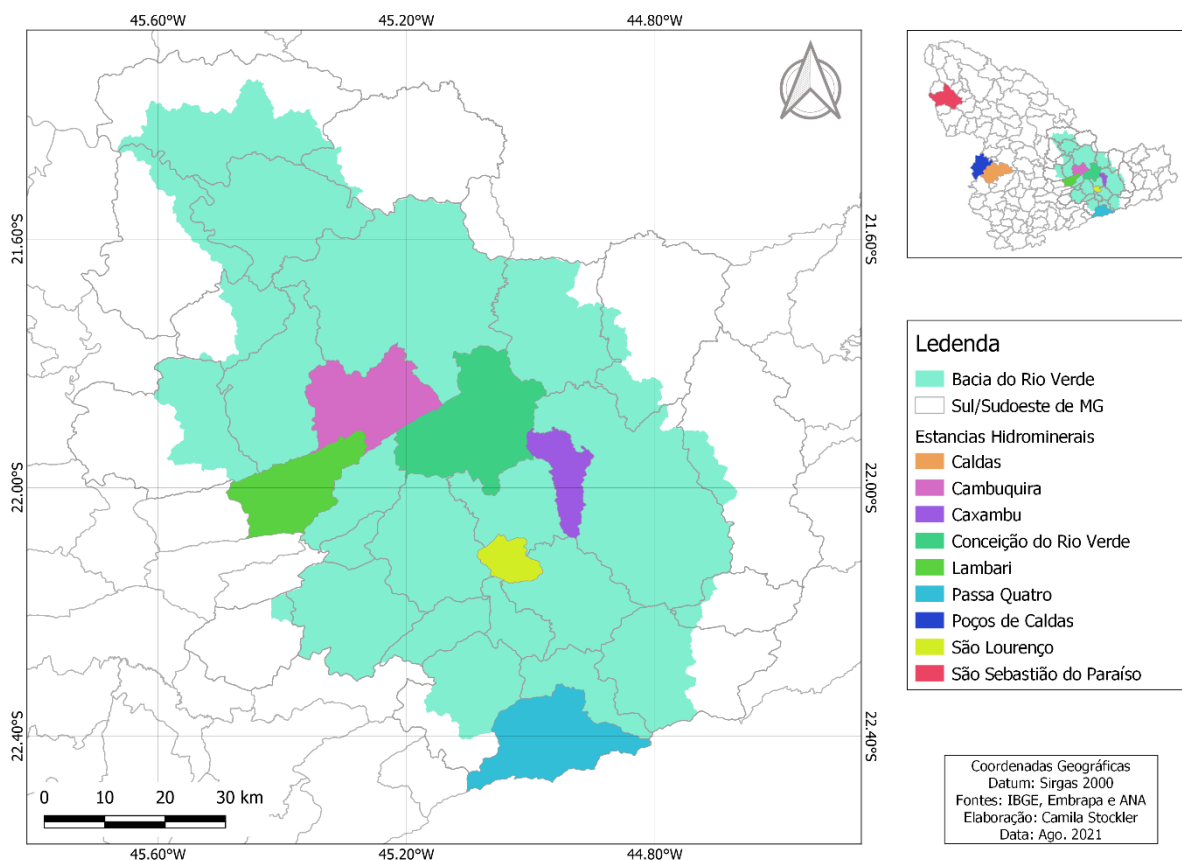 45.60°W 45.20°W 44.80°W
21.60°S 21.60°S
22.00°S 22.00°S
22.40°S 22.40°S
0 10 20 30 km
45.60°W 45.20°W 44.80°W
Ledenda
Bacia do Rio Verde
Sul/Sudoeste de MG
Estancias Hidrominerais
Caldas
Cambuquira
Caxambu
Conceição do Rio Verde
Lambari
Passa Quatro
Poços de Caldas
São Lourenço
São Sebastião do Paraíso
Coordenadas Geográficas
Datum: Sirgas 2000
Fontes: IBGE, Embrapa e ANA
Elaboração: Camila Stockler
Data: Ago. 2021